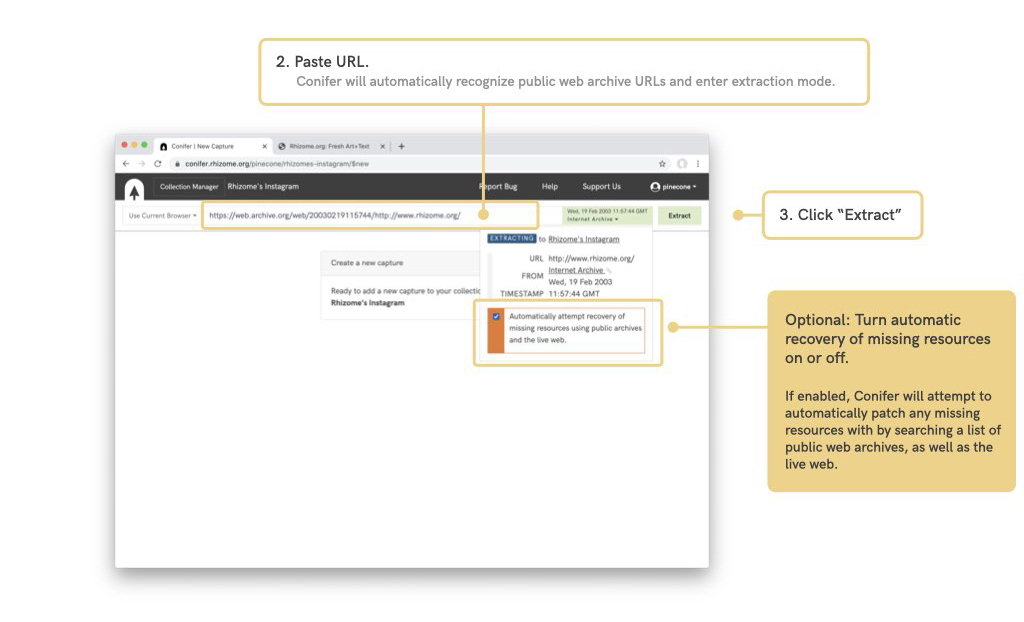 2. Paste URL.
Conifer will automatically recognize public web archive URLs and enter extraction mode.
Conifer | New Capture
Rhizome.org: Fresh Art+Text
conifer.rhizome.org/pinecone/rhizomes-instagram/$new
Collection Manager Rhizome's Instagram Report Bug Help Support Us pinecone
Use Current Browser https://web.archive.org/web/20030219115744/http://www.rhizome.org/ Wed, 19 Feb 2003 11:57:44 GMT
Internet Archive
Extract
3. Click “Extract”
EXTRACTING to Rhizome's Instagram
URL http://www.rhizome.org/
FROM Internet Archive
Wed, 19 Feb 2003
TIMESTAMP 11:57:44 GMT
Create a new capture
Ready to add a new capture to your collectic
Rhizome's Instagram
Automatically attempt recovery of
missing resources using public archives
and the live web.
Optional: Turn automatic
recovery of missing resources
on or off.
If enabled, Conifer will attempt to
automatically patch any missing
resources with by searching a list of
public web archives, as well as the
live web.